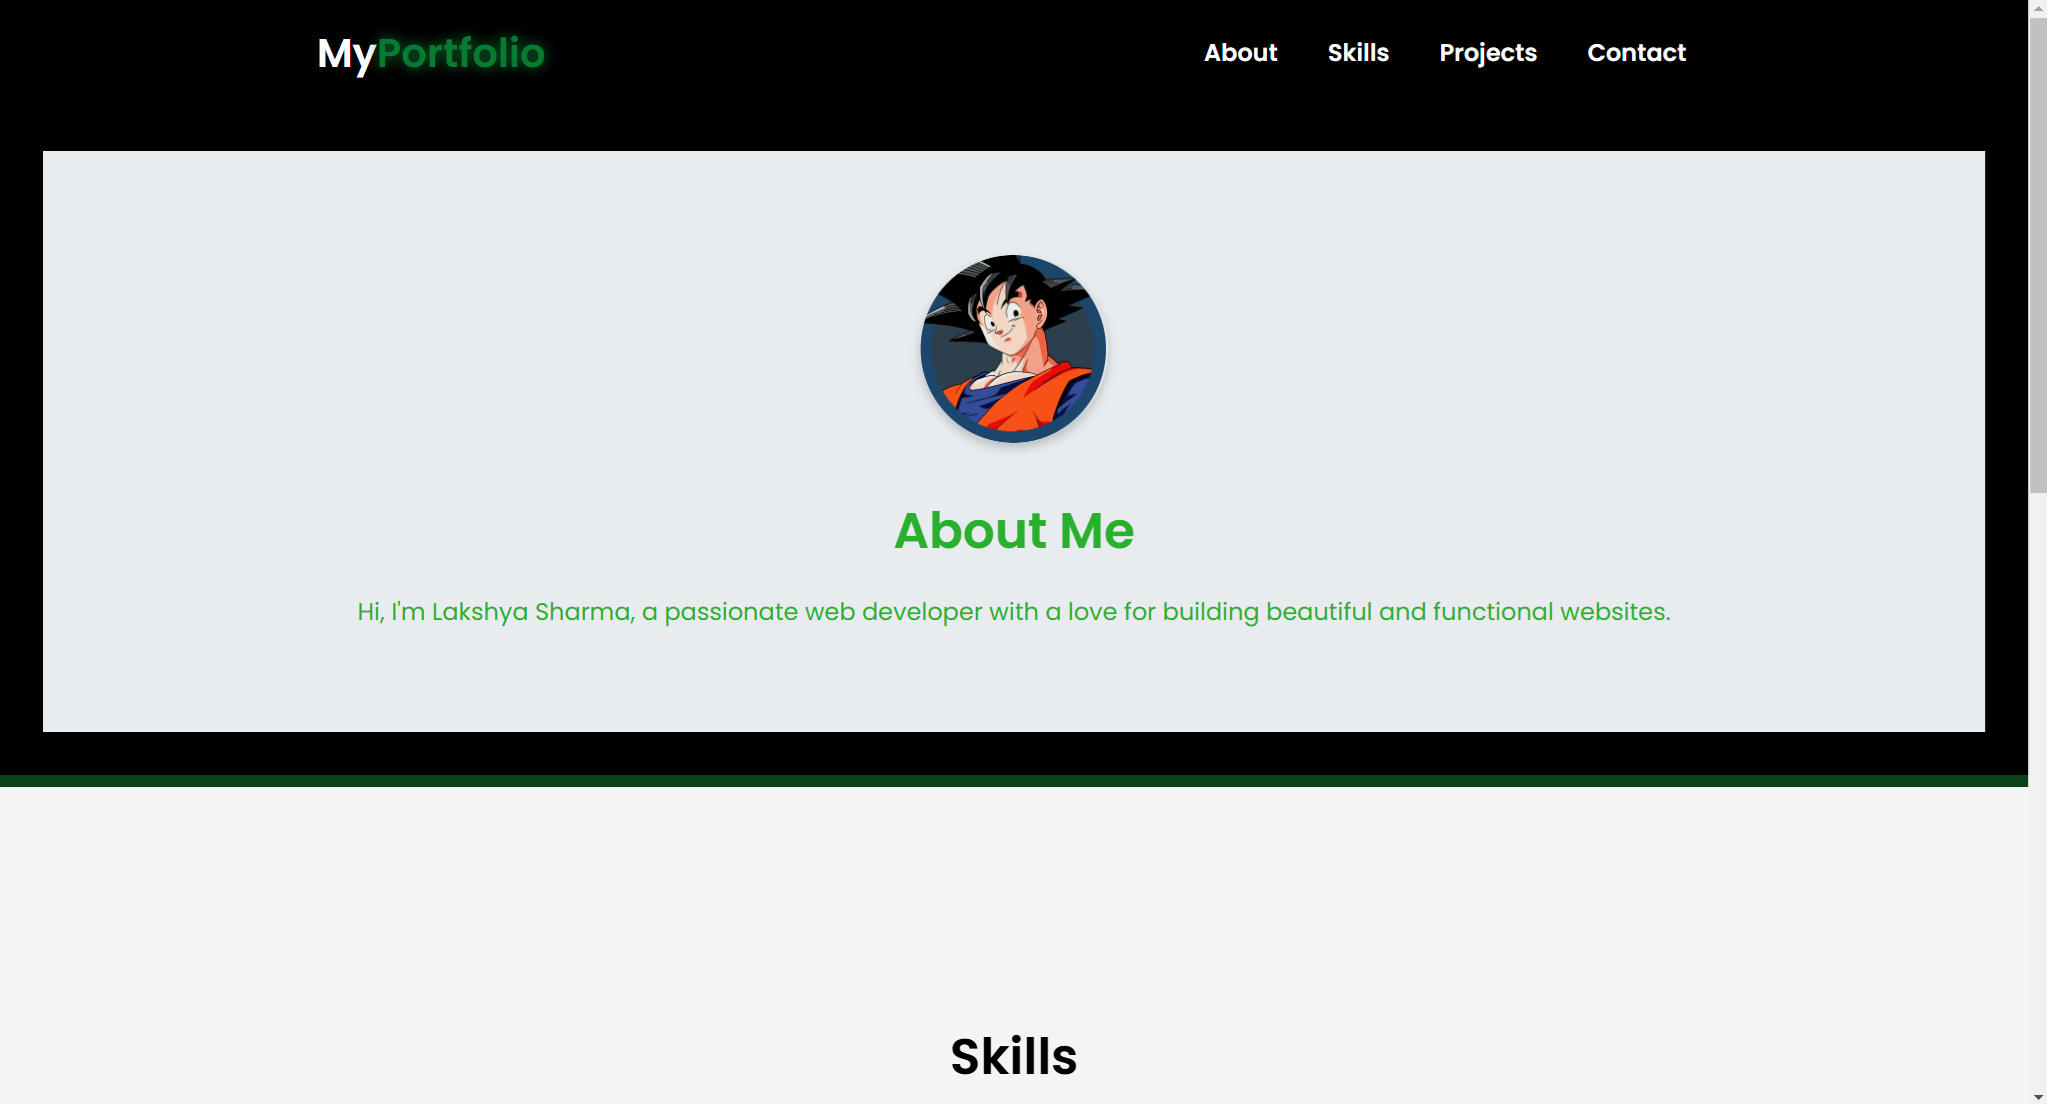 MyPortfolio
About Skills Projects Contact
About Me
Hi, I'm Lakshya Sharma, a passionate web developer with a love for building beautiful and functional websites.
Skills